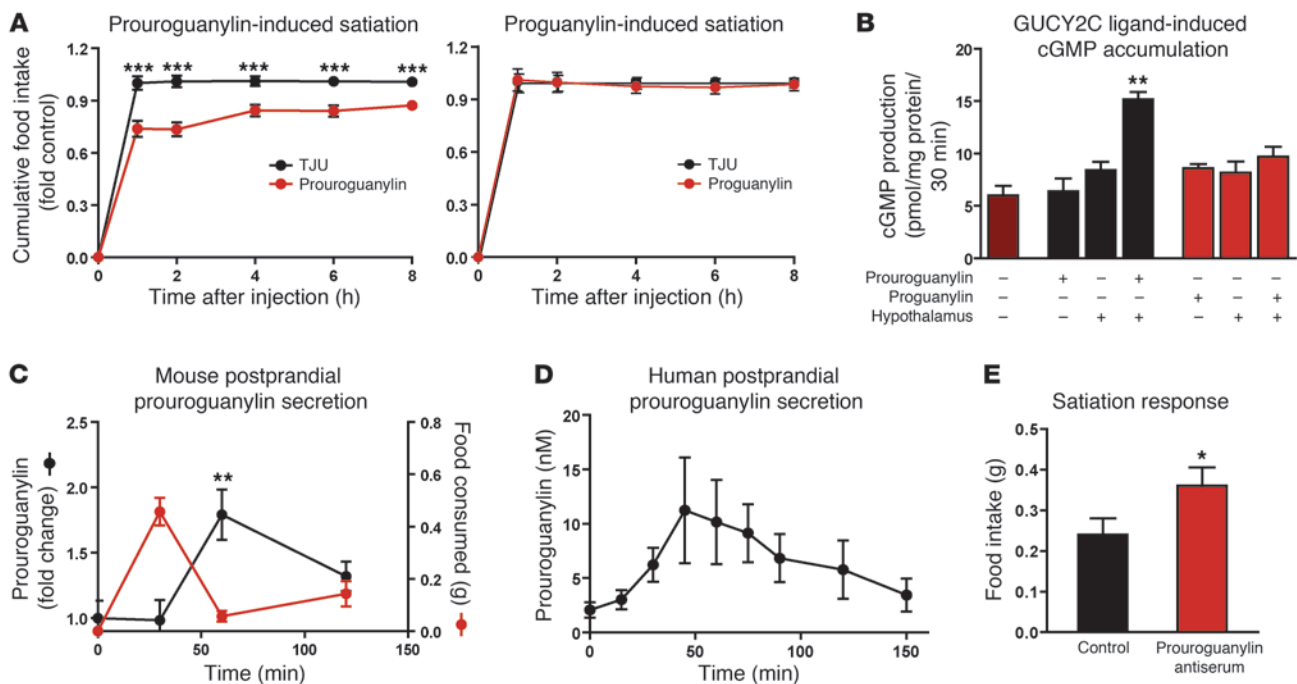 A
Prouroguanylin-induced satiation
Cumulative food intake
(fold control)
1.2
0.9
0.6
0.3
0.0
*** *** *** *** ***
TJU
Prouroguanylin
0 2 4 6 8
Time after injection (h)
Proguanylin-induced satiation
1.2
0.9
0.6
0.3
0.0
TJU
Proguanylin
0 2 4 6 8
Time after injection (h)
B
GUCY2C ligand-induced
cGMP accumulation
cGMP production
(pmol/mg protein/
30 min)
20
15
10
5
0
**
Prouroguanylin – + – + – – –
Proguanylin – – – – + – +
Hypothalamus – – + + – + +
C
Mouse postprandial
prouroguanylin secretion
Prouroguanylin
(fold change)
2.5
2.0
1.5
1.0
**
0.8
0.6
0.4
0.2
0.0
Food consumed (g)
0 50 100 150
Time (min)
D
Human postprandial
prouroguanylin secretion
Prouroguanylin (nM)
20
15
10
5
0
0 50 100 150
Time (min)
E
Satiation response
Food intake (g)
0.5
0.4
0.3
0.2
0.1
0.0
*
Control
Prouroguanylin
antiserum